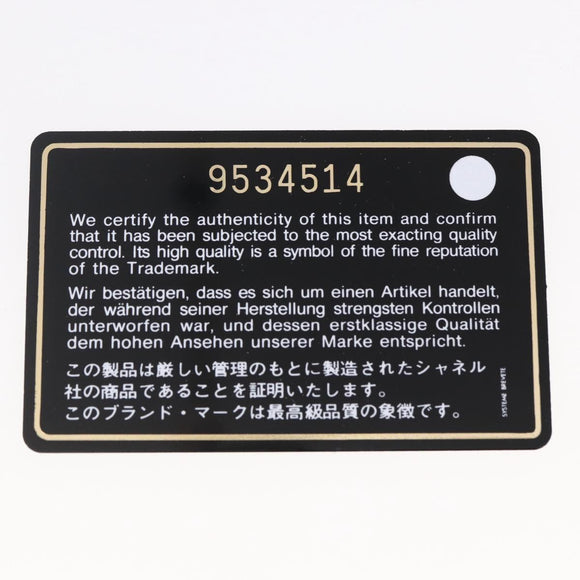 9534514
We certify the authenticity of this item and confirm
that it has been subjected to the most exacting quality
control. Its high quality is a symbol of the fine reputation
of the Trademark.
Wir bestätigen, dass es sich um einen Artikel handelt,
der während seiner Herstellung strengsten Kontrollen
unterworfen war, und dessen erstklassige Qualität
dem hohen Ansehen unserer Marke entspricht.
この製品は厳しい管理のもとに製造されたシャネル
社の商品であることを証明いたします。
このブランド・マークは最高級品質の象徴です。
SYSTEME BREVETE